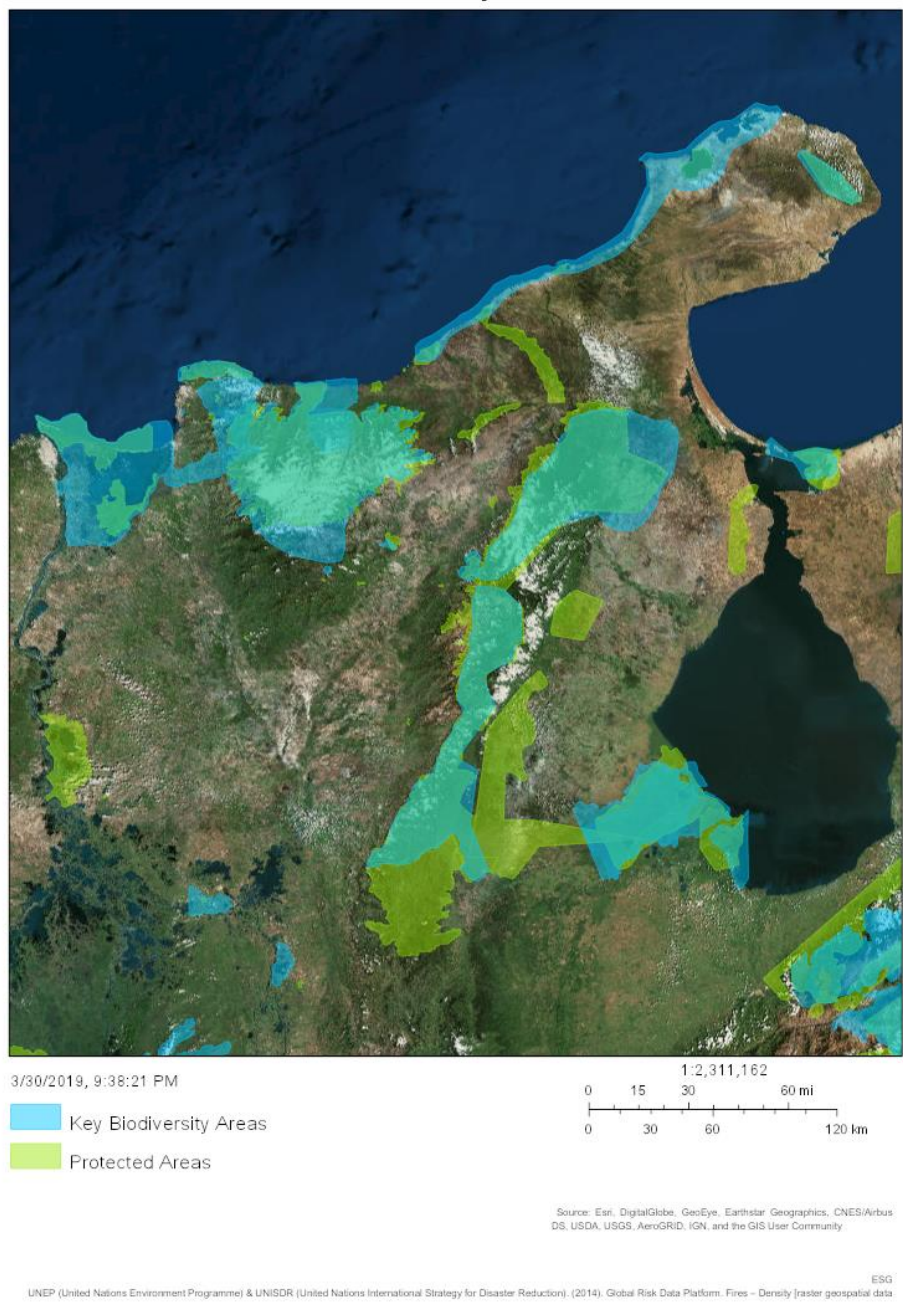 3/30/2019, 9:38:21 PM
1:2,311,162
0 15 30 60 mi
0 30 60 120 km
Key Biodiversity Areas
Protected Areas
Source: Esri, DigitalGlobe, GeoEye, Earthstar Geographics, CNES/Airbus
DS, USDA, USGS, AeroGRID, IGN, and the GIS User Community
ESG
UNEP (United Nations Environment Programme) & UNISDR (United Nations International Strategy for Disaster Reduction). (2014). Global Risk Data Platform. Fires – Density [raster geospatial data